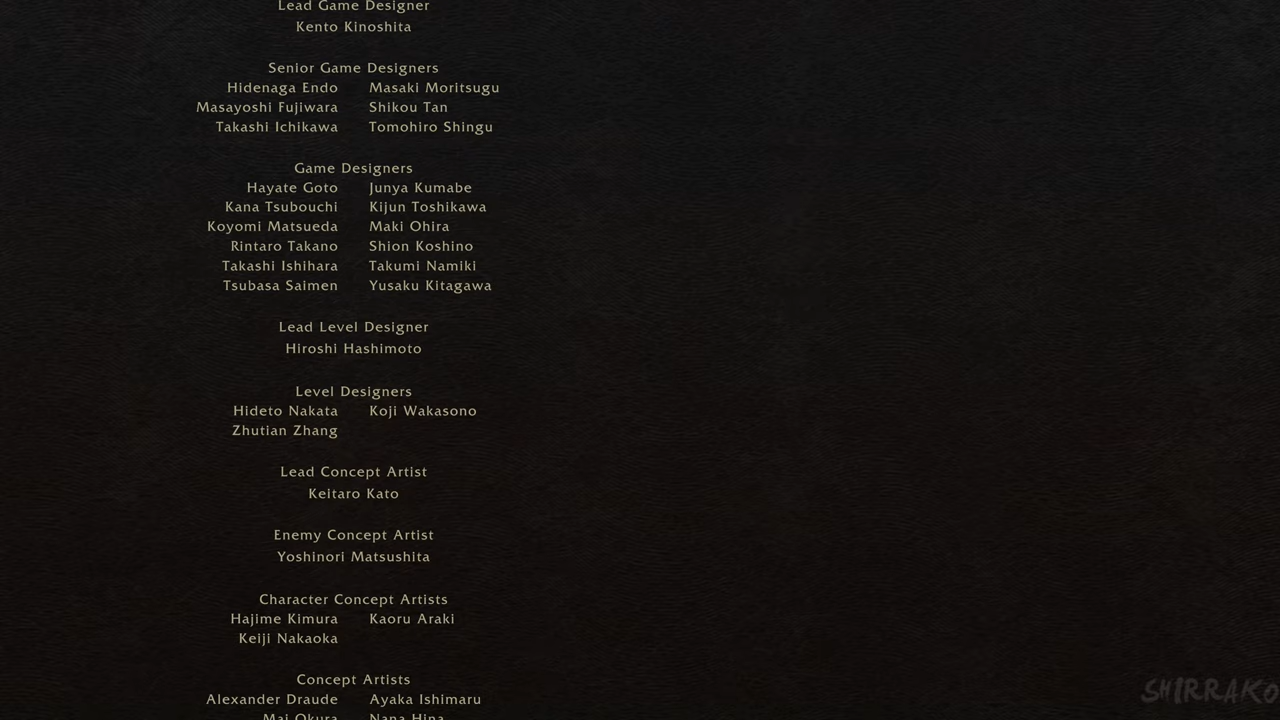 Lead Game Designer
Kento Kinoshita
Senior Game Designers
Hidenaga Endo Masaki Moritsugu
Masayoshi Fujiwara Shikou Tan
Takashi Ichikawa Tomohiro Shingu
Game Designers
Hayate Goto Junya Kumabe
Kana Tsubouchi Kijun Toshikawa
Koyomi Matsueda Maki Ohira
Rintaro Takano Shion Koshino
Takashi Ishihara Takumi Namiki
Tsubasa Saimen Yusaku Kitagawa
Lead Level Designer
Hiroshi Hashimoto
Level Designers
Hideto Nakata Koji Wakasono
Zhutian Zhang
Lead Concept Artist
Keitaro Kato
Enemy Concept Artist
Yoshinori Matsushita
Character Concept Artists
Hajime Kimura Kaoru Araki
Keiji Nakaoka
Concept Artists
Alexander Draude Ayaka Ishimaru
Mai Okura Nana Hina
SHIRRAKO